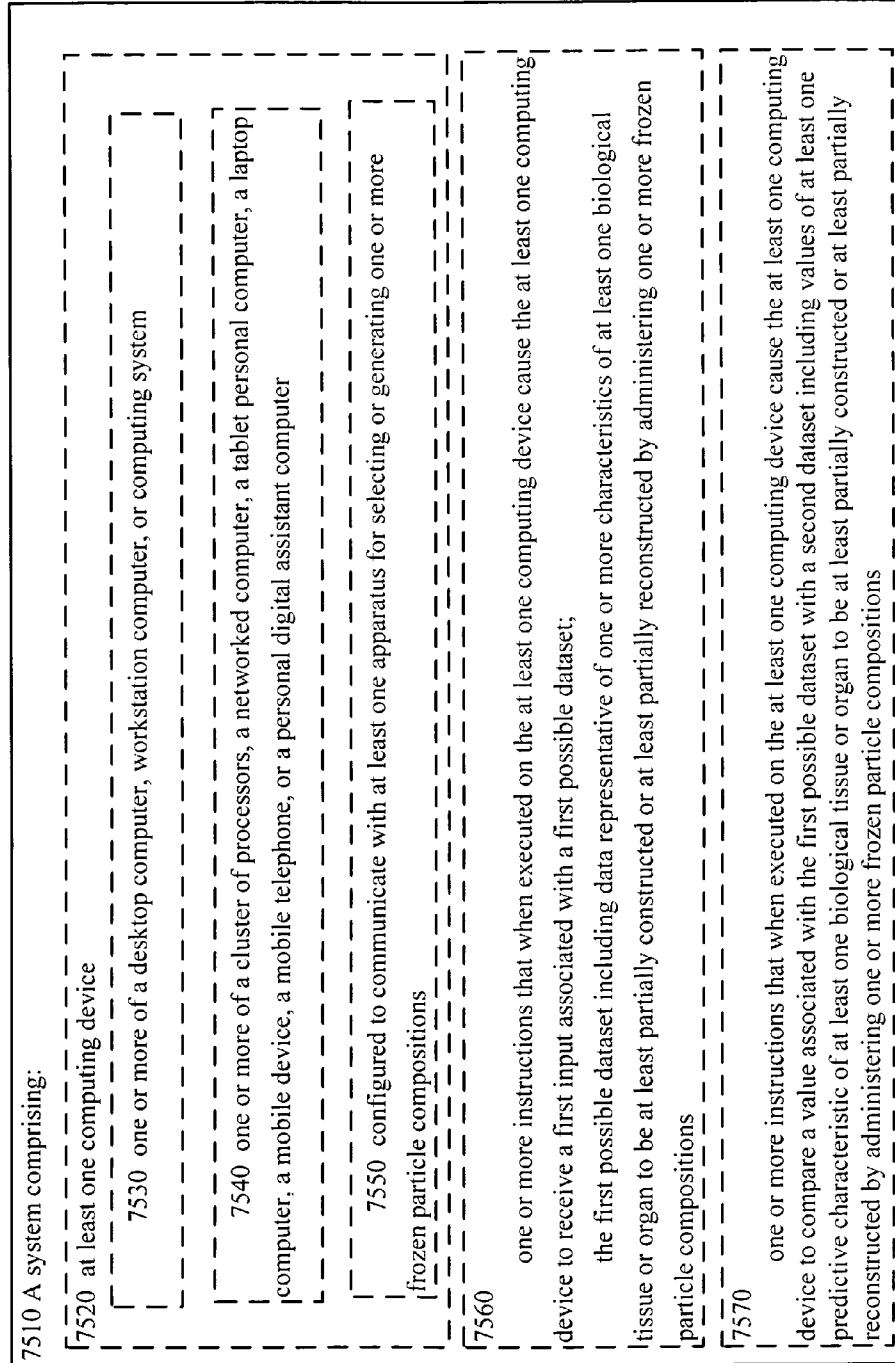 7510 A system comprising:
7520 at least one computing device
7530 one or more of a desktop computer, workstation computer, or computing system
7540 one or more of a cluster of processors, a networked computer, a tablet personal computer, a laptop
computer, a mobile device, a mobile telephone, or a personal digital assistant computer
7550 configured to communicate with at least one apparatus for selecting or generating one or more
frozen particle compositions
7560
one or more instructions that when executed on the at least one computing device cause the at least one computing
device to receive a first input associated with a first possible dataset;
the first possible dataset including data representative of one or more characteristics of at least one biological
tissue or organ to be at least partially constructed or at least partially reconstructed by administering one or more frozen
particle compositions
7570
one or more instructions that when executed on the at least one computing device cause the at least one computing
device to compare a value associated with the first possible dataset with a second dataset including values of at least one
predictive characteristic of at least one biological tissue or organ to be at least partially constructed or at least partially
reconstructed by administering one or more frozen particle compositions